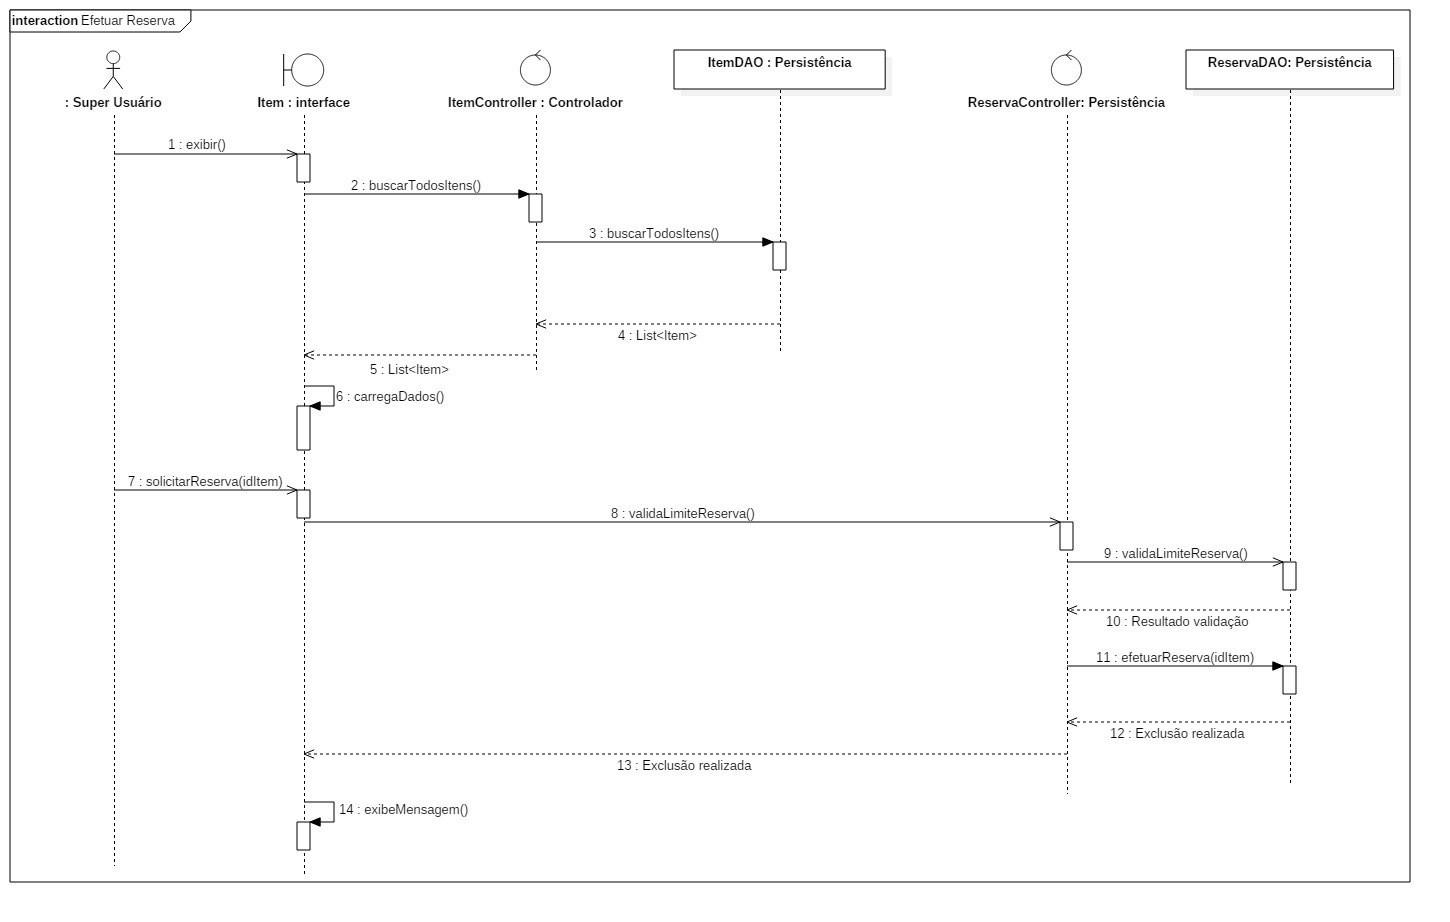 interaction Efetuar Reserva
: Super Usuário
Item : interface
ItemController : Controlador
ItemDAO : Persistência
ReservaController: Persistência
ReservaDAO: Persistência
1 : exibir()
2 : buscarTodosItens()
3 : buscarTodosItens()
4 : List<Item>
5 : List<Item>
6 : carregaDados()
7 : solicitarReserva(idItem)
8 : validaLimiteReserva()
9 : validaLimiteReserva()
10 : Resultado validação
11 : efetuarReserva(idItem)
12 : Exclusão realizada
13 : Exclusão realizada
14 : exibeMensagem()